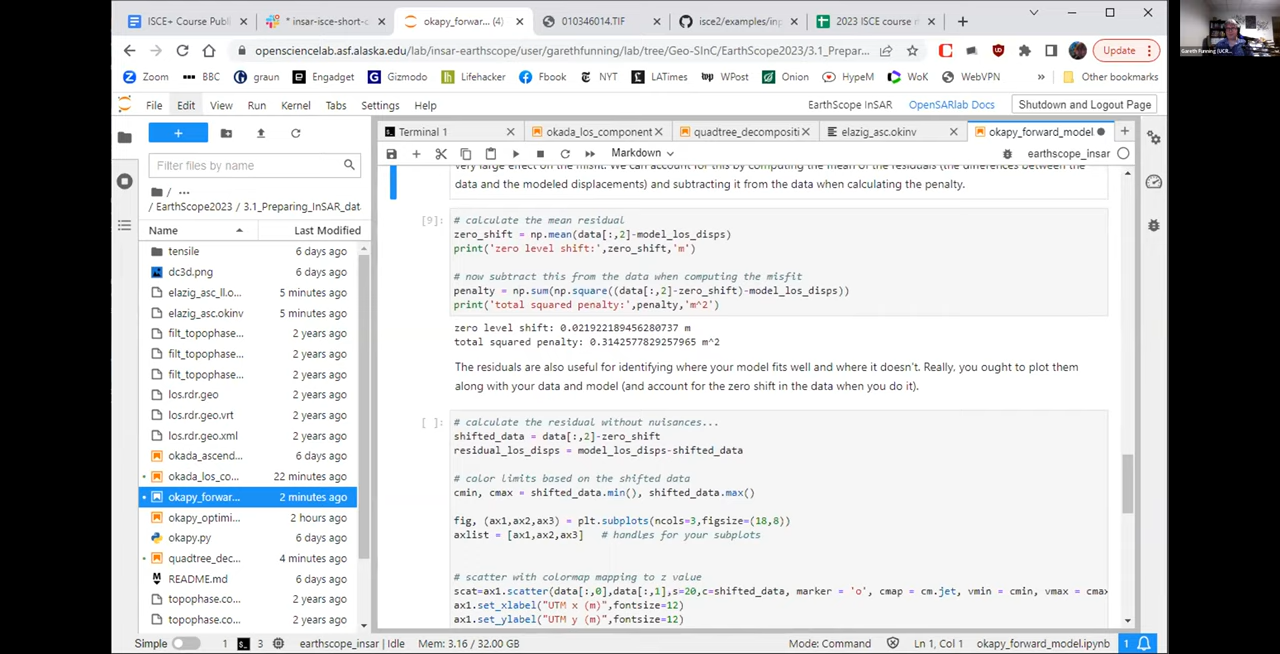 ISCE+ Course Publ
* insar-isce-short-c
okapy_forw... (4)
010346014.TIF
isce2/examples/inp
2023 ISCE course r
opensciencelab.asf.alaska.edu/lab/insar-earthscope/user/garethfunning/lab/tree/Geo-SInC/EarthScope2023/3.1_Prepar...
Update
Zoom
BBC
graun
Engadget
Gizmodo
Lifehacker
Fbook
NYT
LATimes
WPost
Onion
HypeM
WoK
WebVPN
»
Other bookmarks
File Edit View Run Kernel Tabs Settings Help
EarthScope InSAR
OpenSARlab Docs
Shutdown and Logout Page
Terminal 1
okada_los_component
quadtree_decompositi
elazig_asc.okinv
okapy_forward_model
Markdown
earthscope_insar
Filter files by name
/ ...
/ EarthScope2023 / 3.1_Preparing_InSAR_dat
Name Last Modified
tensile 6 days ago
dc3d.png 6 days ago
elazig_asc_ll.o... 5 minutes ago
elazig_asc.okinv 5 minutes ago
filt_topophase... 2 years ago
filt_topophase... 2 years ago
filt_topophase... 2 years ago
los.rdr.geo 2 years ago
los.rdr.geo.vrt 2 years ago
los.rdr.geo.xml 2 years ago
okada_ascend... 6 days ago
okada_los_co... 22 minutes ago
okapy_forwar... 2 minutes ago
okapy_optimi... 2 hours ago
okapy.py 6 days ago
quadtree_dec... 4 minutes ago
README.md 6 days ago
topophase.co... 2 years ago
topophase.co... 2 years ago
very large effect on the misfit. We can account for this by computing the mean of the residuals (the differences between the
data and the modeled displacements) and subtracting it from the data when calculating the penalty.
[9]:
# calculate the mean residual
zero_shift = np.mean(data[:,2]-model_los_disps)
print('zero level shift:',zero_shift,'m')
# now subtract this from the data when computing the misfit
penalty = np.sum(np.square((data[:,2]-zero_shift)-model_los_disps))
print('total squared penalty:',penalty,'m^2')
zero level shift: 0.021922189456280737 m
total squared penalty: 0.3142577829257965 m^2
The residuals are also useful for identifying where your model fits well and where it doesn't. Really, you ought to plot them
along with your data and model (and account for the zero shift in the data when you do it).
[ ]:
# calculate the residual without nuisances...
shifted_data = data[:,2]-zero_shift
residual_los_disps = model_los_disps-shifted_data
# color limits based on the shifted data
cmin, cmax = shifted_data.min(), shifted_data.max()
fig, (ax1,ax2,ax3) = plt.subplots(ncols=3,figsize=(18,8))
axlist = [ax1,ax2,ax3] # handles for your subplots
# scatter with colormap mapping to z value
scat=ax1.scatter(data[:,0],data[:,1],s=20,c=shifted_data, marker = 'o', cmap = cm.jet, vmin = cmin, vmax = cmax
ax1.set_xlabel("UTM x (m)",fontsize=12)
ax1.set_ylabel("UTM y (m)",fontsize=12)
Simple 1 3 earthscope_insar | Idle Mem: 3.16 / 32.00 GB
Mode: Command Ln 1, Col 1 okapy_forward_model.ipynb 1
Gareth Funning (UCR...